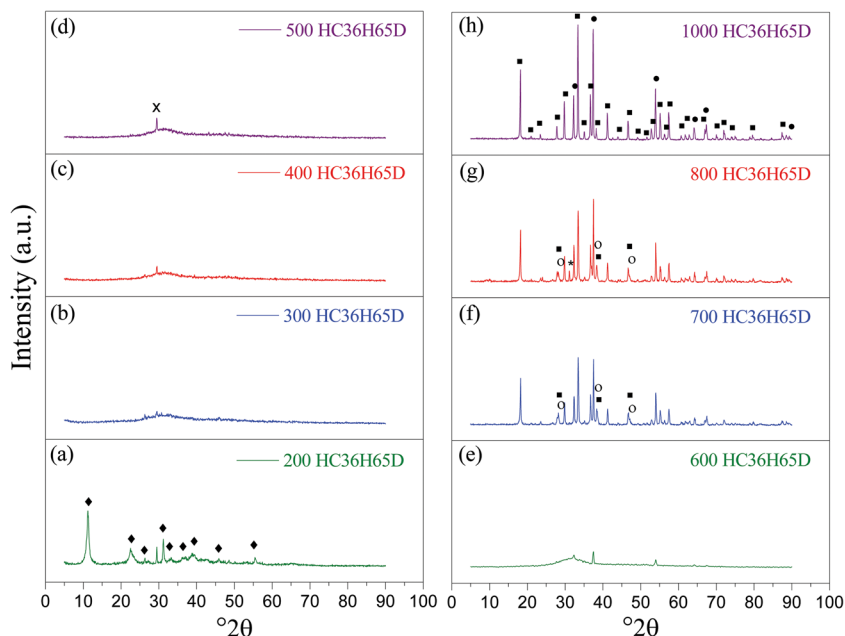 (d)
500 HC36H65D
x
(c)
400 HC36H65D
(b)
300 HC36H65D
(a)
200 HC36H65D
Intensity (a.u.)
0 10 20 30 40 50 60 70 80 90 100
°2θ
(h)
1000 HC36H65D
(g)
800 HC36H65D
o
o * o
(f)
700 HC36H65D
o
o o
(e)
600 HC36H65D
0 10 20 30 40 50 60 70 80 90 100
°2θ